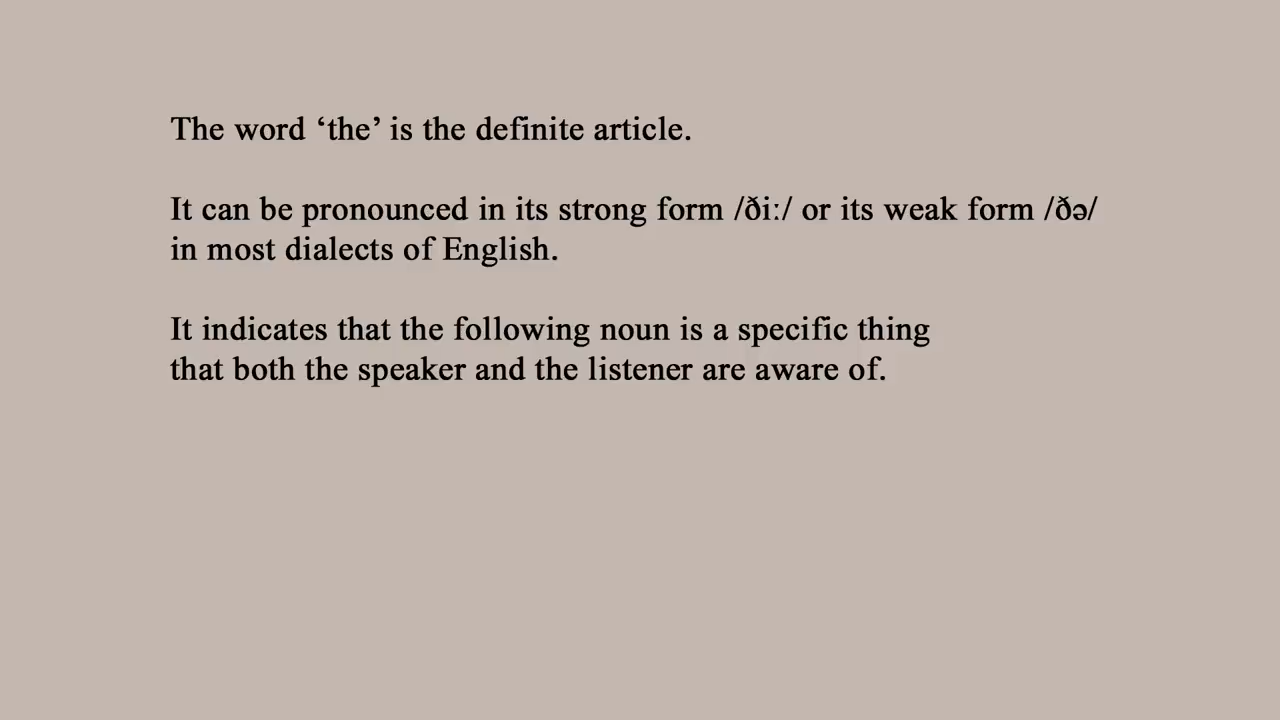 The word ‘the’ is the definite article.
It can be pronounced in its strong form /ðiː/ or its weak form /ðə/
in most dialects of English.
It indicates that the following noun is a specific thing
that both the speaker and the listener are aware of.